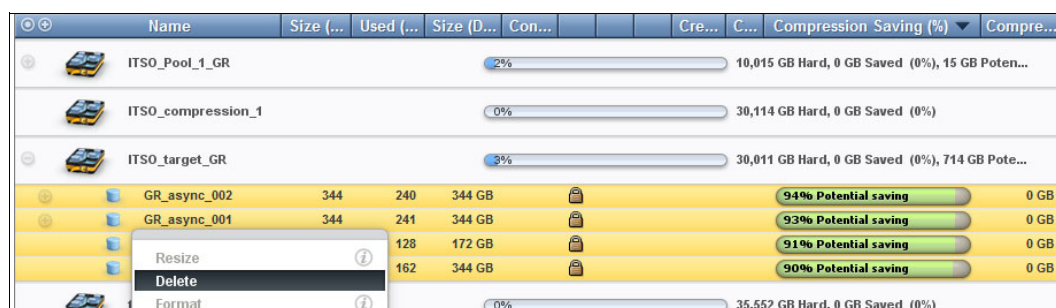 Name Size (... Used (... Size (D... Con... Cre... C... Compression Saving (%) Compre...
ITSO_Pool_1_GR 2% 10,015 GB Hard, 0 GB Saved (0%), 15 GB Poten...
ITSO_compression_1 0% 30,114 GB Hard, 0 GB Saved (0%)
ITSO_target_GR 3% 30,011 GB Hard, 0 GB Saved (0%), 714 GB Pote...
GR_async_002 344 240 344 GB 94% Potential saving 0 GB
GR_async_001 344 241 344 GB 93% Potential saving 0 GB
128 172 GB 91% Potential saving 0 GB
Resize
162 344 GB 90% Potential saving 0 GB
Delete
Format 0% 35,552 GB Hard, 0 GB Saved (0%)